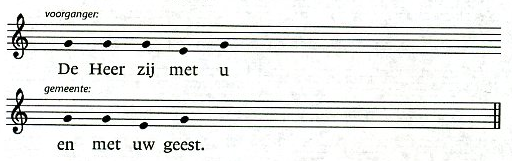 voorganger:
De Heer zij met u
gemeente:
en met uw geest.